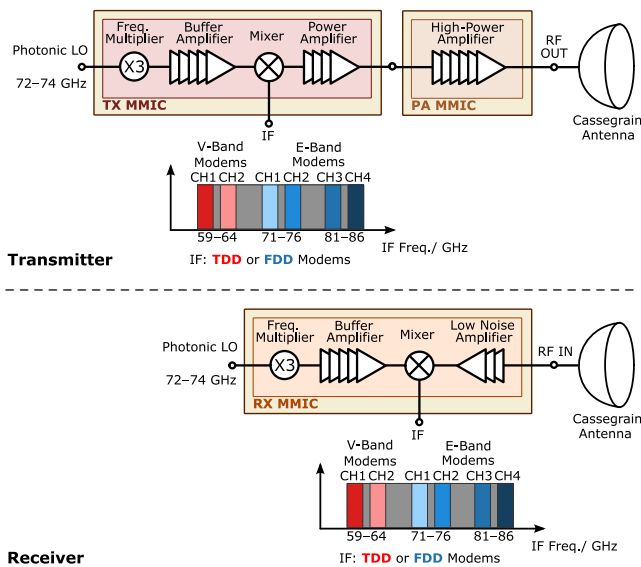 Freq.
Multiplier
Buffer
Amplifier
Mixer
Power
Amplifier
High-Power
Amplifier
RF
OUT
Photonic LO
72–74 GHz
X3
TX MMIC
PA MMIC
IF
Cassegrain
Antenna
V-Band
Modems
E-Band
Modems
CH1 CH2 CH1 CH2 CH3 CH4
59–64 71–76 81–86
IF Freq./ GHz
Transmitter
IF: TDD or FDD Modems
Freq.
Multiplier
Buffer
Amplifier
Mixer
Low Noise
Amplifier
RF IN
Photonic LO
72–74 GHz
X3
RX MMIC
IF
Cassegrain
Antenna
V-Band
Modems
E-Band
Modems
CH1 CH2 CH1 CH2 CH3 CH4
59–64 71–76 81–86
IF Freq./ GHz
Receiver
IF: TDD or FDD Modems